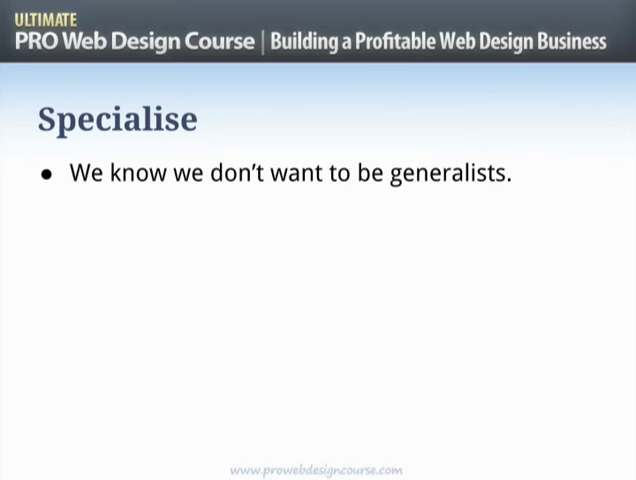 ULTIMATE
PRO Web Design Course | Building a Profitable Web Design Business
Specialise
● We know we don't want to be generalists.
www.prowebdesigncourse.com